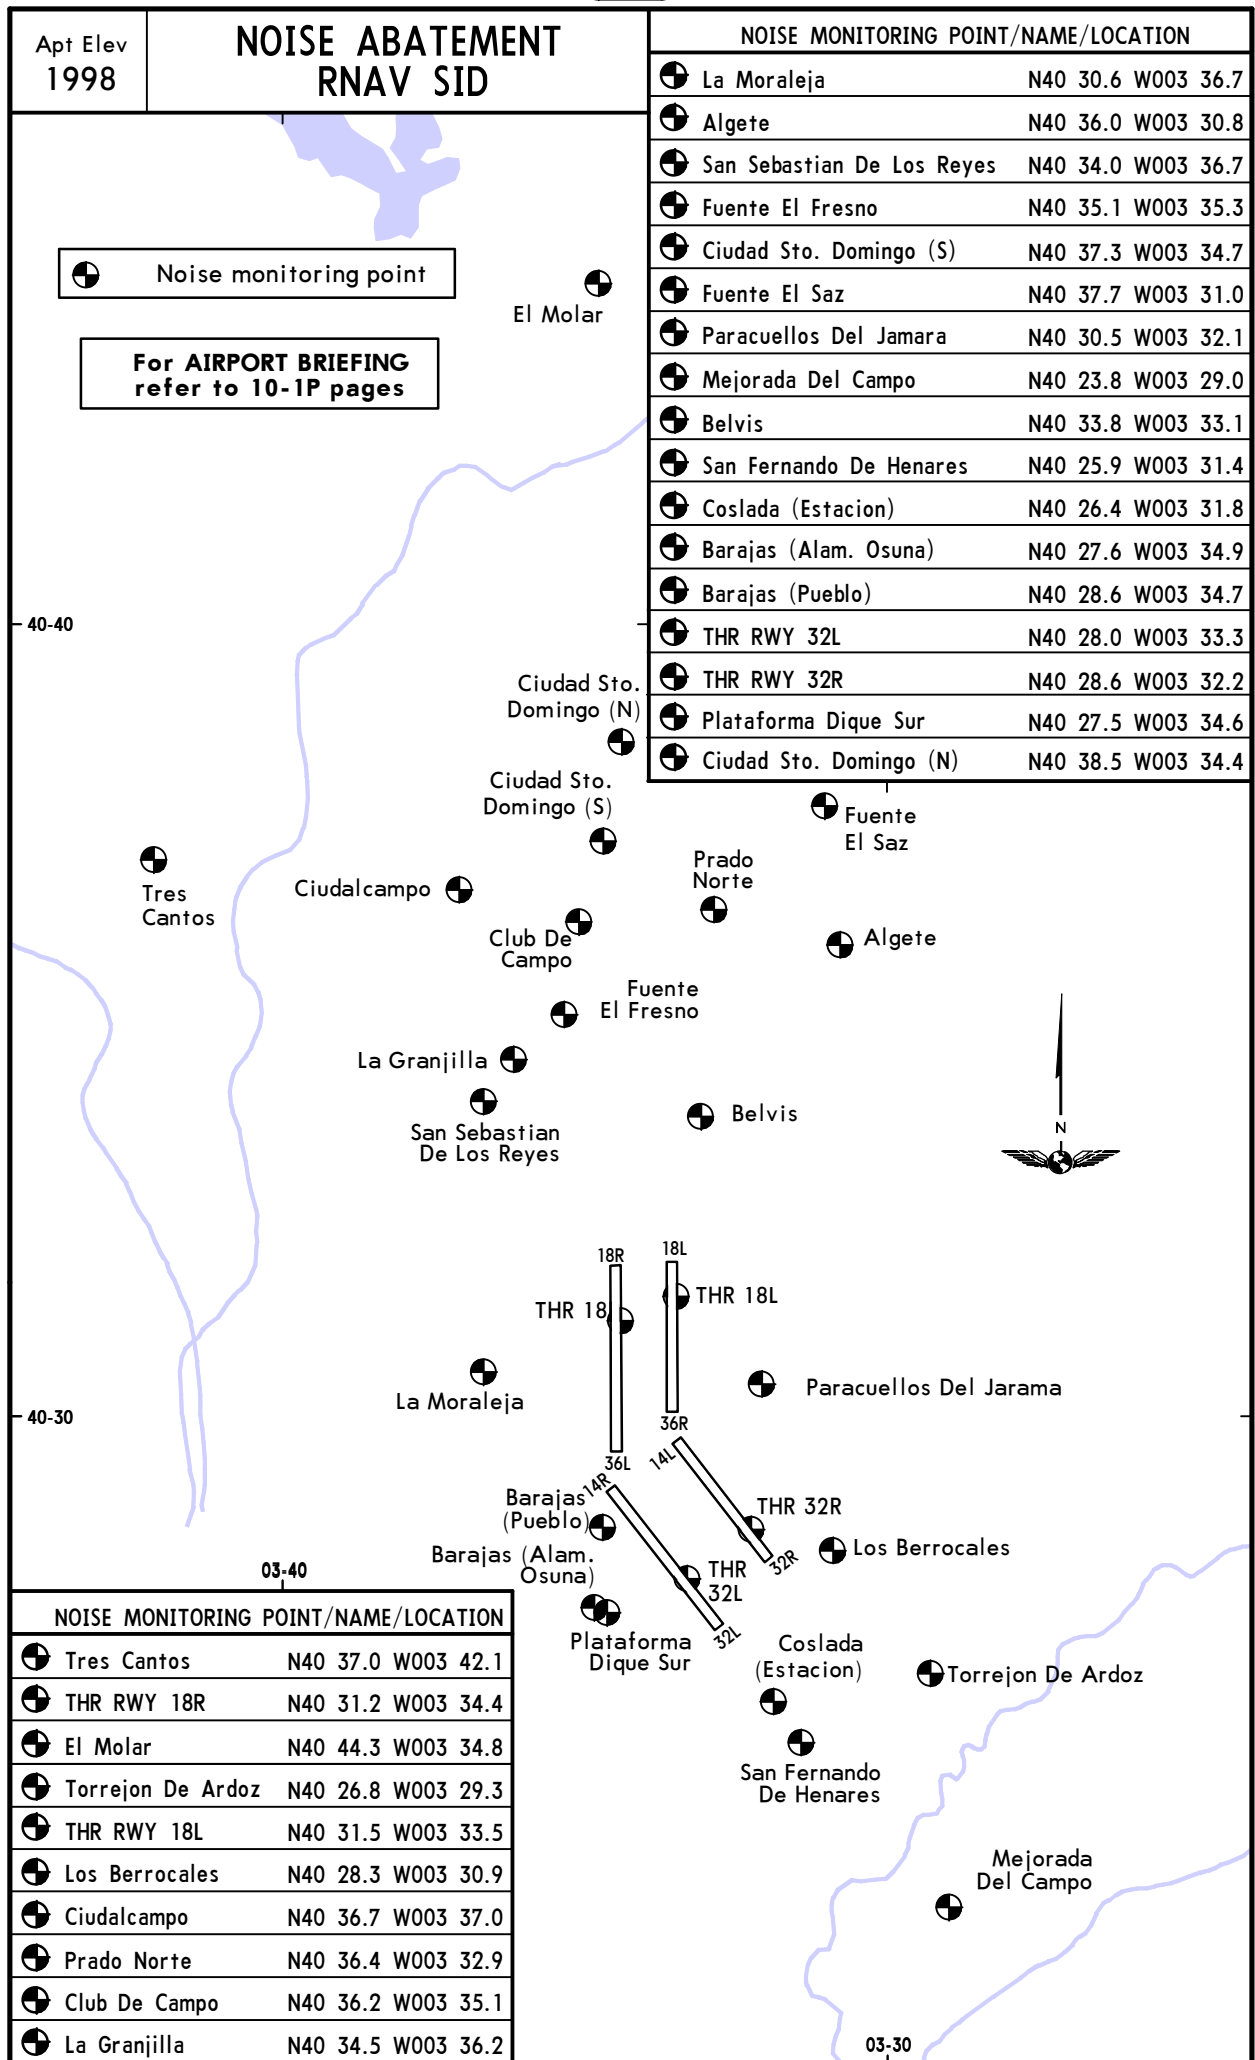 Apt Elev
1998
NOISE ABATEMENT
RNAV SID
NOISE MONITORING POINT/NAME/LOCATION
La Moraleja N40 30.6 W003 36.7
Algete N40 36.0 W003 30.8
San Sebastian De Los Reyes N40 34.0 W003 36.7
Fuente El Fresno N40 35.1 W003 35.3
Ciudad Sto. Domingo (S) N40 37.3 W003 34.7
Fuente El Saz N40 37.7 W003 31.0
Paracuellos Del Jamara N40 30.5 W003 32.1
Mejorada Del Campo N40 23.8 W003 29.0
Belvis N40 33.8 W003 33.1
San Fernando De Henares N40 25.9 W003 31.4
Coslada (Estacion) N40 26.4 W003 31.8
Barajas (Alam. Osuna) N40 27.6 W003 34.9
Barajas (Pueblo) N40 28.6 W003 34.7
THR RWY 32L N40 28.0 W003 33.3
THR RWY 32R N40 28.6 W003 32.2
Plataforma Dique Sur N40 27.5 W003 34.6
Ciudad Sto. Domingo (N) N40 38.5 W003 34.4
Noise monitoring point
For AIRPORT BRIEFING
refer to 10-1P pages
El Molar
40-40
Ciudad Sto.
Domingo (N)
Ciudad Sto.
Domingo (S)
Fuente
El Saz
Tres
Cantos
Ciudalcampo
Prado
Norte
Club De
Campo
Algete
Fuente
El Fresno
La Granjilla
San Sebastian
De Los Reyes
Belvis
N
18R
18L
THR 18
THR 18L
La Moraleja
Paracuellos Del Jarama
40-30
36R
36L
14L
14R
Barajas
(Pueblo)
THR 32R
Los Berrocales
32R
Barajas (Alam.
Osuna)
THR
32L
32L
03-40
Plataforma
Dique Sur
Coslada
(Estacion)
Torrejon De Ardoz
San Fernando
De Henares
Mejorada
Del Campo
03-30
NOISE MONITORING POINT/NAME/LOCATION
Tres Cantos N40 37.0 W003 42.1
THR RWY 18R N40 31.2 W003 34.4
El Molar N40 44.3 W003 34.8
Torrejon De Ardoz N40 26.8 W003 29.3
THR RWY 18L N40 31.5 W003 33.5
Los Berrocales N40 28.3 W003 30.9
Ciudalcampo N40 36.7 W003 37.0
Prado Norte N40 36.4 W003 32.9
Club De Campo N40 36.2 W003 35.1
La Granjilla N40 34.5 W003 36.2